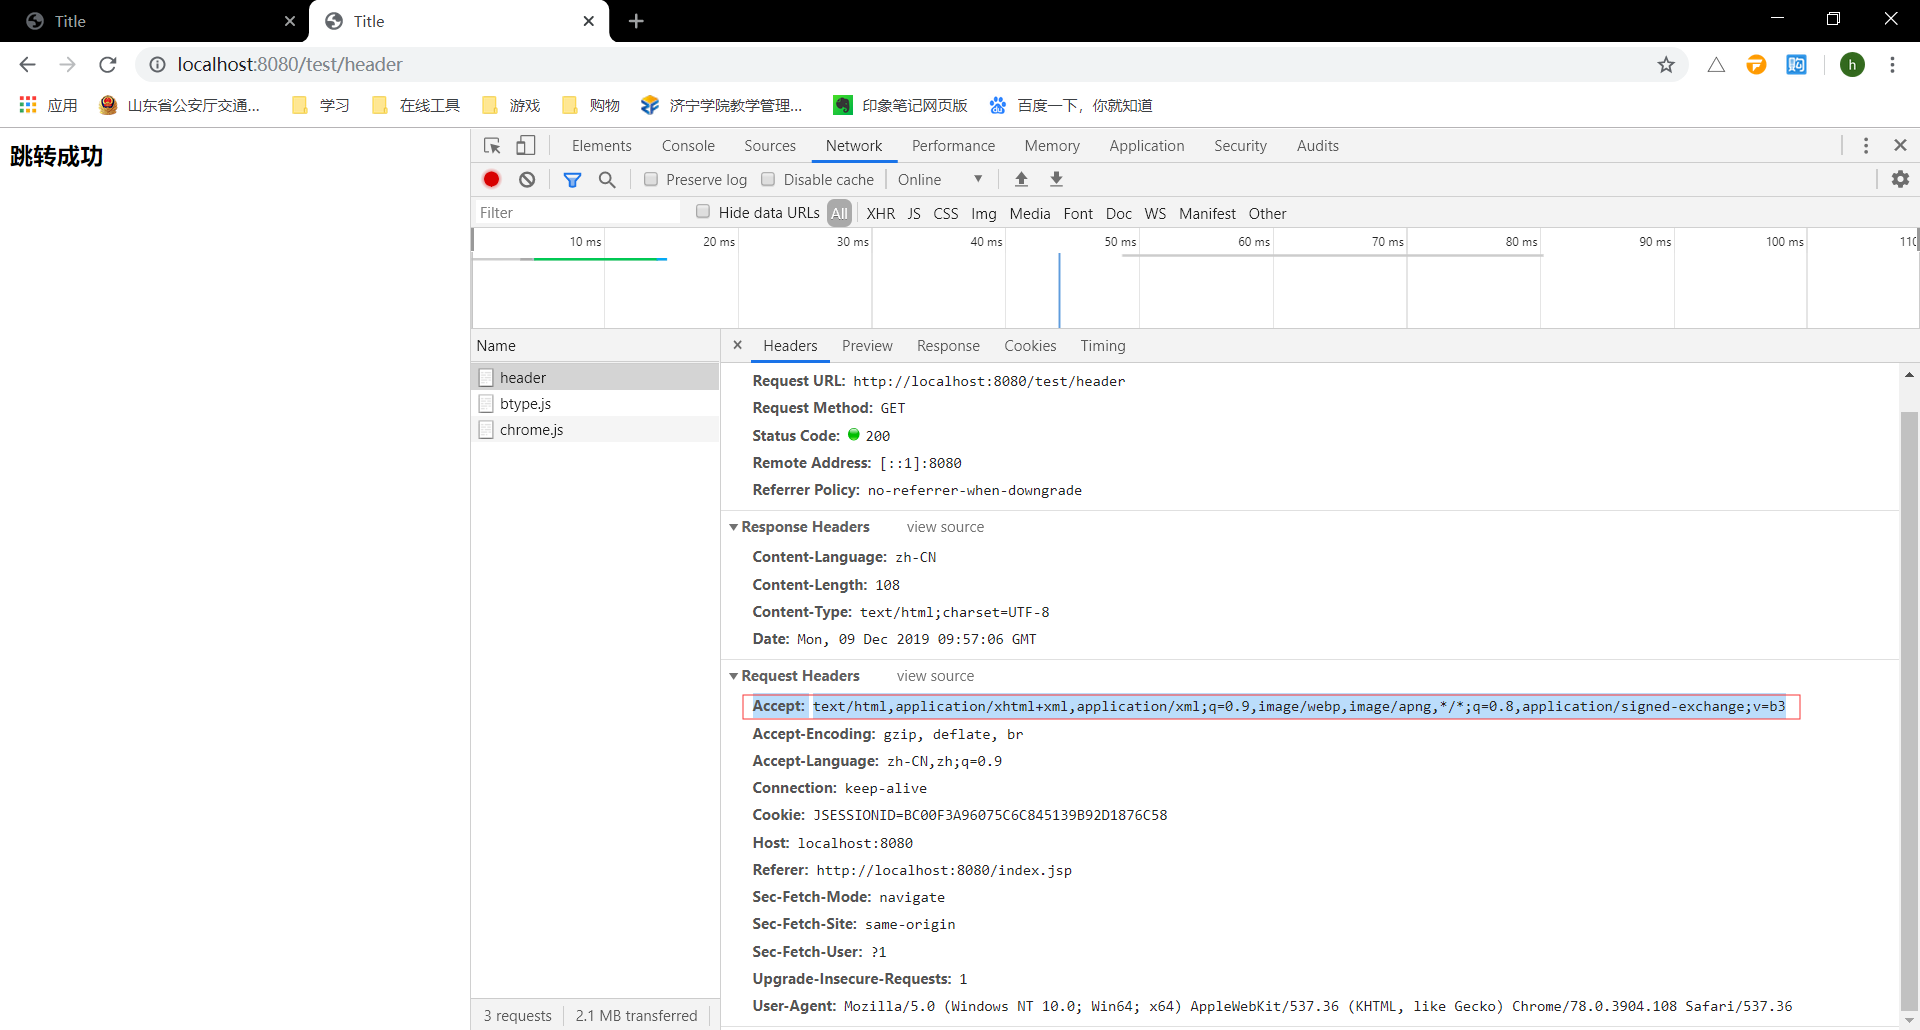 Title
Title
localhost:8080/test/header
h
应用 山东省公安厅交通... 学习 在线工具 游戏 购物 济宁学院教学管理... 印象笔记网页版 百度一下，你就知道
跳转成功
Elements Console Sources Network Performance Memory Application Security Audits
Preserve log Disable cache Online
Filter Hide data URLs All XHR JS CSS Img Media Font Doc WS Manifest Other
10 ms 20 ms 30 ms 40 ms 50 ms 60 ms 70 ms 80 ms 90 ms 100 ms 110
Name
header
btype.js
chrome.js
3 requests 2.1 MB transferred
Headers Preview Response Cookies Timing
Request URL: http://localhost:8080/test/header
Request Method: GET
Status Code: 200
Remote Address: [::1]:8080
Referrer Policy: no-referrer-when-downgrade
Response Headers view source
Content-Language: zh-CN
Content-Length: 108
Content-Type: text/html;charset=UTF-8
Date: Mon, 09 Dec 2019 09:57:06 GMT
Request Headers view source
Accept: text/html,application/xhtml+xml,application/xml;q=0.9,image/webp,image/apng,*/*;q=0.8,application/signed-exchange;v=b3
Accept-Encoding: gzip, deflate, br
Accept-Language: zh-CN,zh;q=0.9
Connection: keep-alive
Cookie: JSESSIONID=BC00F3A96075C6C845139B92D1876C58
Host: localhost:8080
Referer: http://localhost:8080/index.jsp
Sec-Fetch-Mode: navigate
Sec-Fetch-Site: same-origin
Sec-Fetch-User: ?1
Upgrade-Insecure-Requests: 1
User-Agent: Mozilla/5.0 (Windows NT 10.0; Win64; x64) AppleWebKit/537.36 (KHTML, like Gecko) Chrome/78.0.3904.108 Safari/537.36